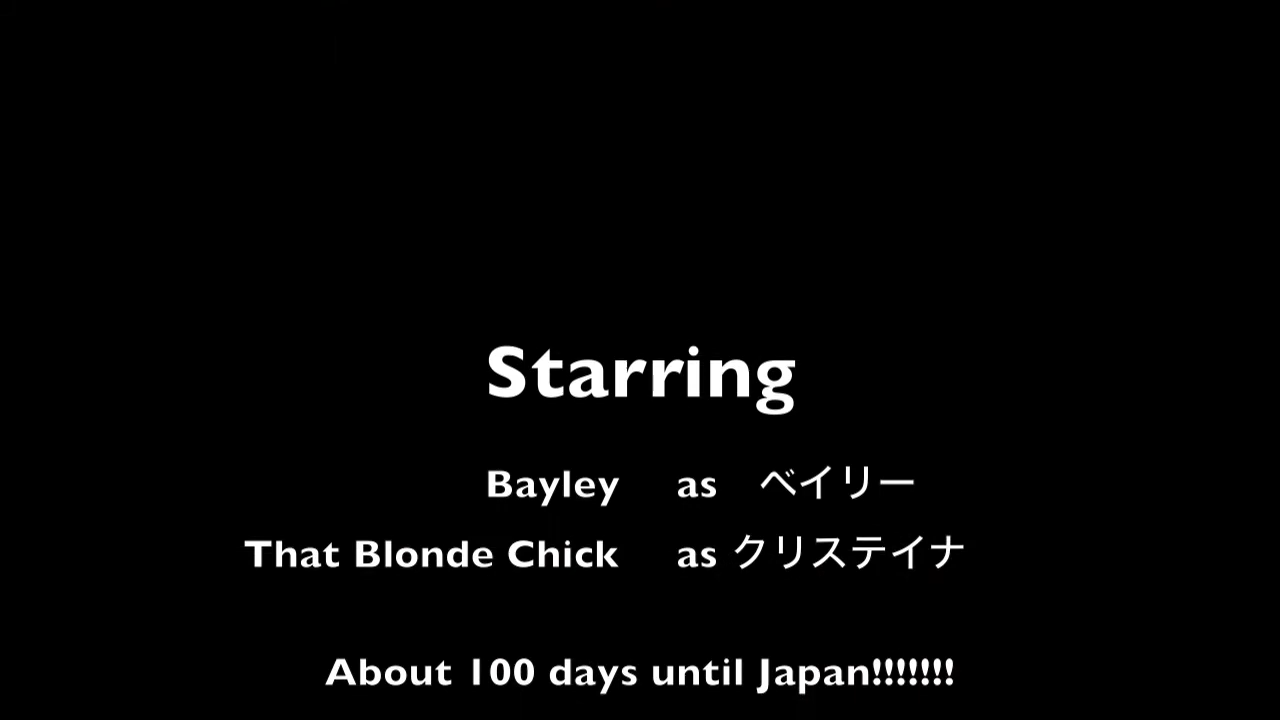 Starring
Bayley as ベイリー
That Blonde Chick as クリステイナ
About 100 days until Japan!!!!!!!